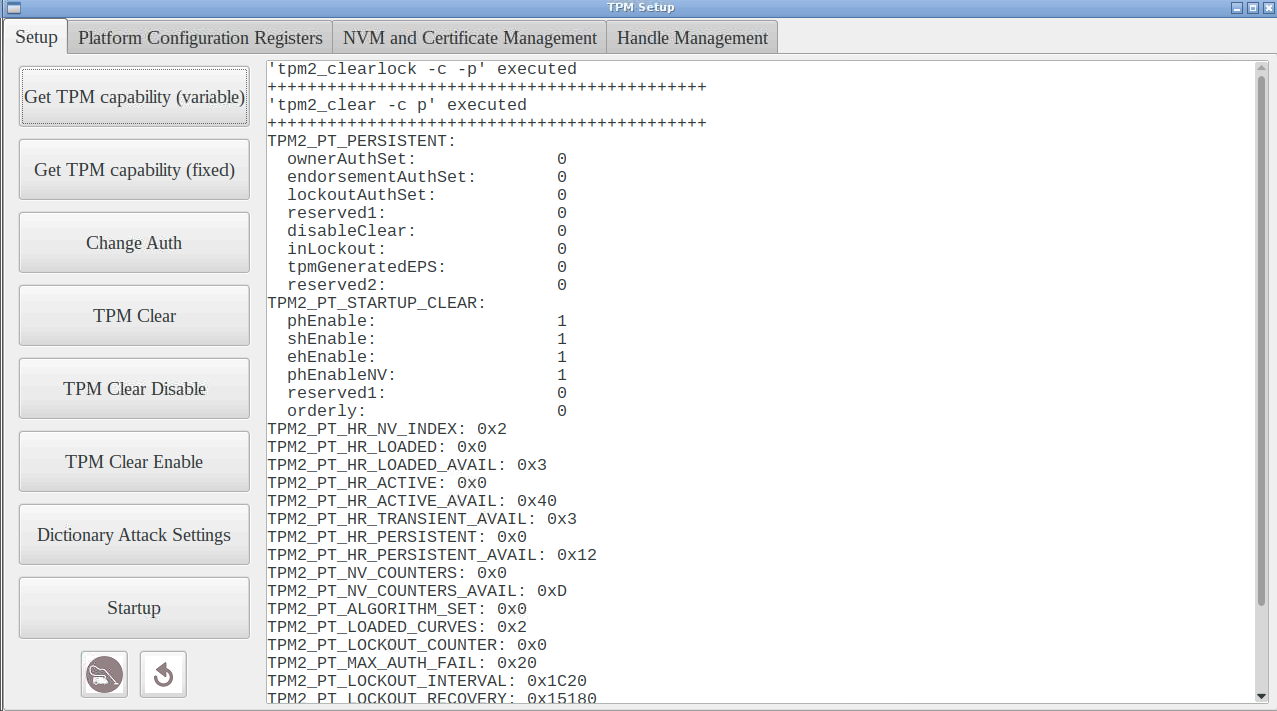 TPM Setup
Setup
Platform Configuration Registers
NVM and Certificate Management
Handle Management
Get TPM capability (variable)
Get TPM capability (fixed)
Change Auth
TPM Clear
TPM Clear Disable
TPM Clear Enable
Dictionary Attack Settings
Startup
'tpm2_clearlock -c -p' executed
++++++++++++++++++++++++++++++++++++++++++++
'tpm2_clear -c p' executed
++++++++++++++++++++++++++++++++++++++++++++
TPM2_PT_PERSISTENT:
  ownerAuthSet:              0
  endorsementAuthSet:        0
  lockoutAuthSet:            0
  reserved1:                 0
  disableClear:              0
  inLockout:                 0
  tpmGeneratedEPS:           0
  reserved2:                 0
TPM2_PT_STARTUP_CLEAR:
  phEnable:                  1
  shEnable:                  1
  ehEnable:                  1
  phEnableNV:                1
  reserved1:                 0
  orderly:                   0
TPM2_PT_HR_NV_INDEX: 0x2
TPM2_PT_HR_LOADED: 0x0
TPM2_PT_HR_LOADED_AVAIL: 0x3
TPM2_PT_HR_ACTIVE: 0x0
TPM2_PT_HR_ACTIVE_AVAIL: 0x40
TPM2_PT_HR_TRANSIENT_AVAIL: 0x3
TPM2_PT_HR_PERSISTENT: 0x0
TPM2_PT_HR_PERSISTENT_AVAIL: 0x12
TPM2_PT_NV_COUNTERS: 0x0
TPM2_PT_NV_COUNTERS_AVAIL: 0xD
TPM2_PT_ALGORITHM_SET: 0x0
TPM2_PT_LOADED_CURVES: 0x2
TPM2_PT_LOCKOUT_COUNTER: 0x0
TPM2_PT_MAX_AUTH_FAIL: 0x20
TPM2_PT_LOCKOUT_INTERVAL: 0x1C20
TPM2_PT_LOCKOUT_RECOVERY: 0x15180